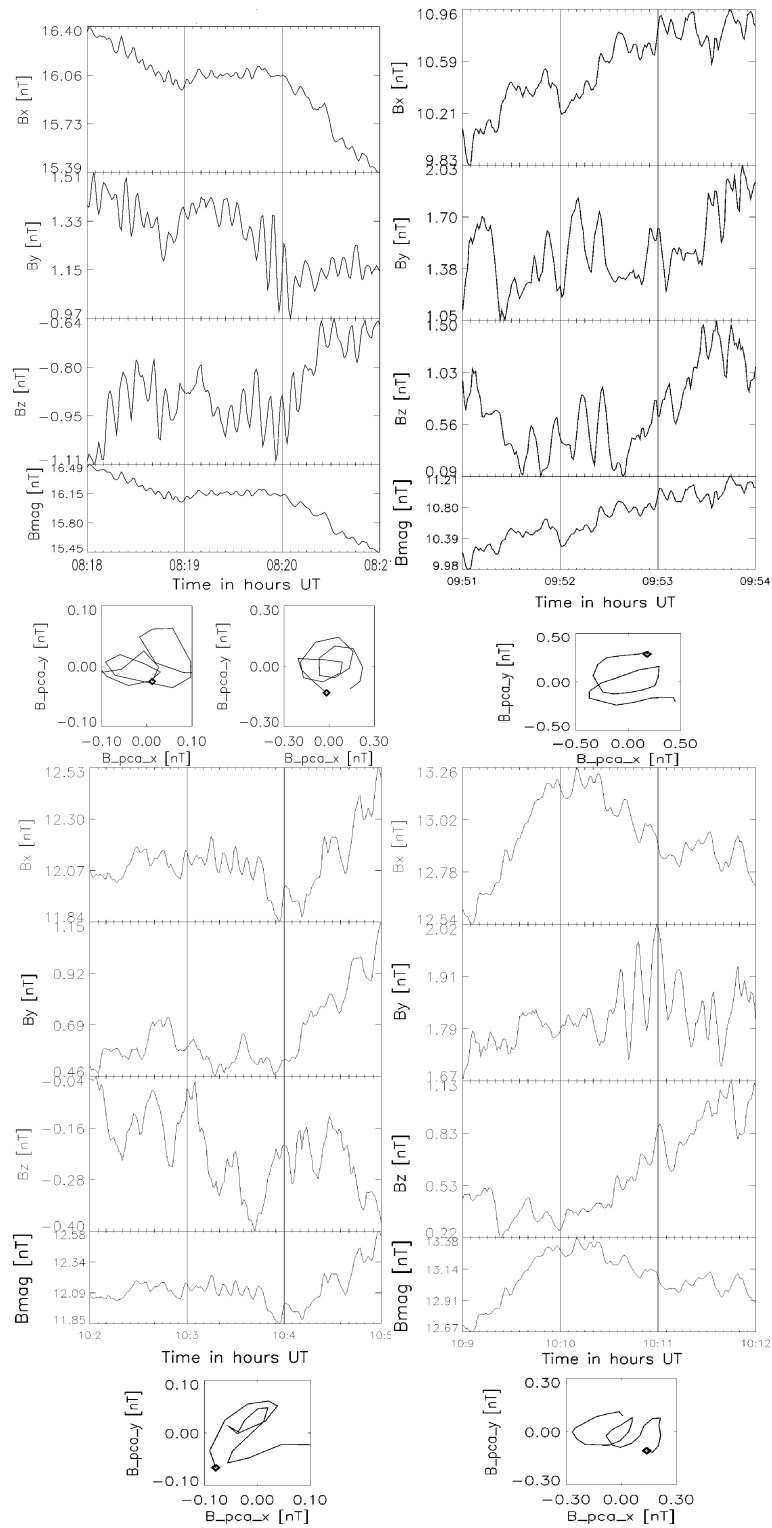 16.40
16.06
15.73
15.39
Bx [nT]
1.51
1.33
1.15
0.97
By [nT]
−0.64
−0.80
−0.95
−1.11
Bz [nT]
16.49
16.15
15.80
15.45
Bmag [nT]
08:18 08:19 08:20 08:21
Time in hours UT
10.96
10.59
10.21
9.83
Bx [nT]
2.03
1.70
1.38
1.05
By [nT]
1.50
1.03
0.56
0.09
Bz [nT]
11.21
10.80
10.39
9.98
Bmag [nT]
09:51 09:52 09:53 09:54
Time in hours UT
0.10
0.00
−0.10
B_pca_y [nT]
−0.10 0.00 0.10
B_pca_x [nT]
0.30
0.00
−0.30
B_pca_y [nT]
−0.30 0.00 0.30
B_pca_x [nT]
0.50
0.00
−0.50
B_pca_y [nT]
−0.50 0.00 0.50
B_pca_x [nT]
12.53
12.30
12.07
11.84
Bx [nT]
1.15
0.92
0.69
0.46
By [nT]
−0.04
−0.16
−0.28
−0.40
Bz [nT]
12.58
12.34
12.09
11.85
Bmag [nT]
10:2 10:3 10:4 10:5
Time in hours UT
13.26
13.02
12.78
12.54
Bx [nT]
2.02
1.91
1.79
1.67
By [nT]
1.13
0.83
0.53
0.22
Bz [nT]
13.38
13.14
12.91
12.67
Bmag [nT]
10:9 10:10 10:11 10:12
Time in hours UT
0.10
0.00
−0.10
B_pca_y [nT]
−0.10 0.00 0.10
B_pca_x [nT]
0.30
0.00
−0.30
B_pca_y [nT]
−0.30 0.00 0.30
B_pca_x [nT]